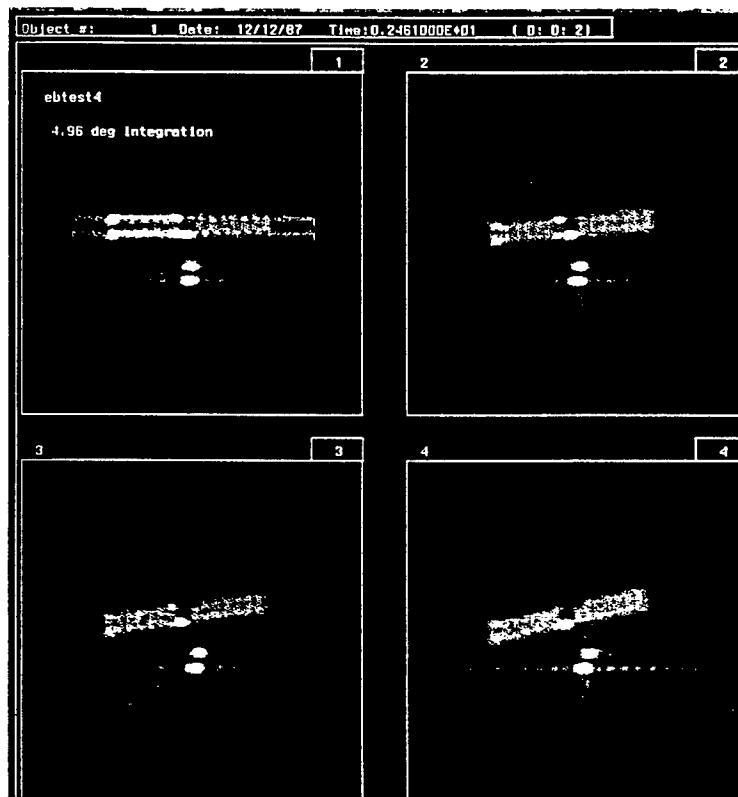 Object #: 1 Date: 12/12/87 Time:0.2461000E+01 ( 0: 0: 2)
1
2 2
ebtest4
4.96 deg integration
3 3
4 4